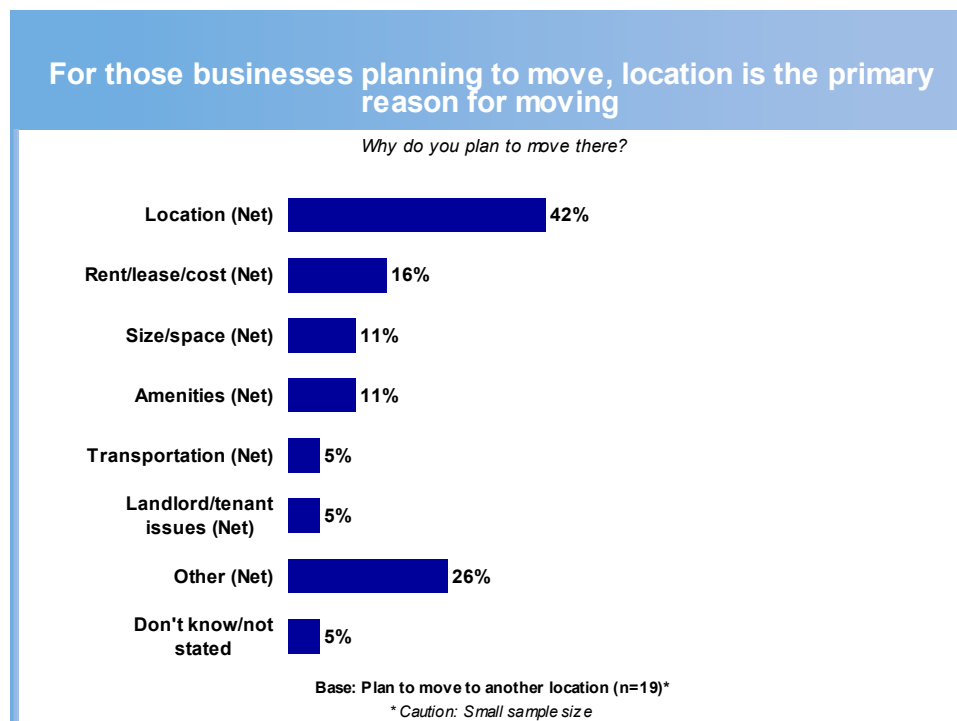 For those businesses planning to move, location is the primary
reason for moving
Why do you plan to move there?
Location (Net)
42%
Rent/lease/cost (Net)
16%
Size/space (Net)
11%
Amenities (Net)
11%
Transportation (Net)
5%
Landlord/tenant
issues (Net)
5%
Other (Net)
26%
Don't know/not
stated
5%
Base: Plan to move to another location (n=19)*
* Caution: Small sample size